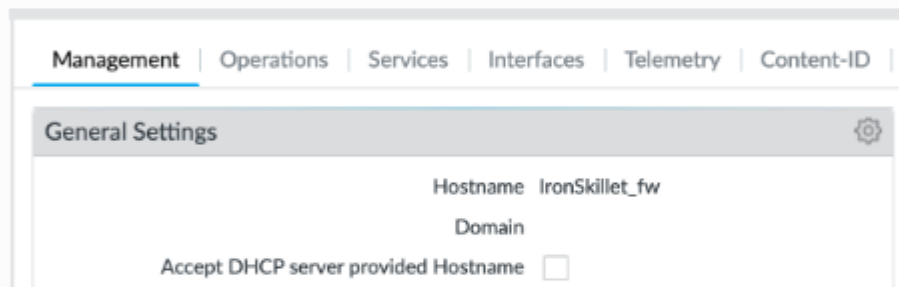 Management | Operations | Services | Interfaces | Telemetry | Content-ID |
General Settings
Hostname IronSkillet_fw
Domain
Accept DHCP server provided Hostname